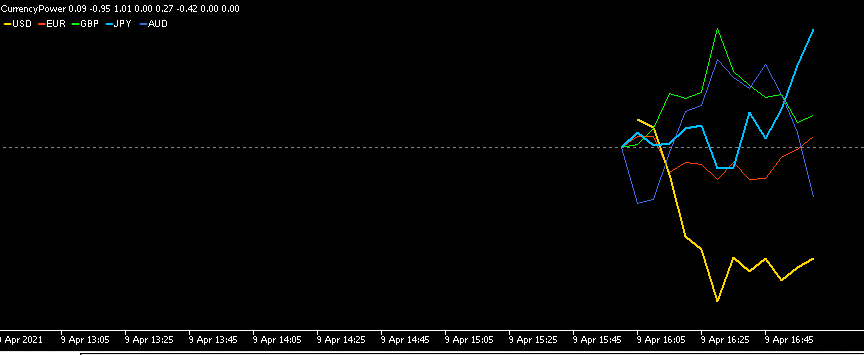 CurrencyPower 0.09 -0.95 1.01 0.00 0.27 -0.42 0.00 0.00
USD EUR GBP JPY AUD
Apr 2021 9 Apr 13:05 9 Apr 13:25 9 Apr 13:45 9 Apr 14:05 9 Apr 14:25 9 Apr 14:45 9 Apr 15:05 9 Apr 15:25 9 Apr 15:45 9 Apr 16:05 9 Apr 16:25 9 Apr 16:45